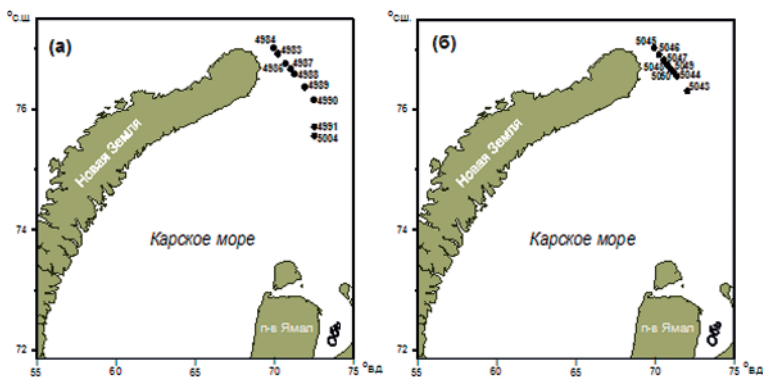 °с.ш.
(а)
4984
4983
4986
4987
4988
4989
4990
4991
5004
76
74
72
Новая Земля
Карское море
п-в Ямал
Обь
55
60
65
70
75
°в.д.
°с.ш.
(б)
5045
5046
5047
5048
5049
5050
5044
5043
76
74
72
Новая Земля
Карское море
п-в Ямал
Обь
55
60
65
70
75
°в.д.